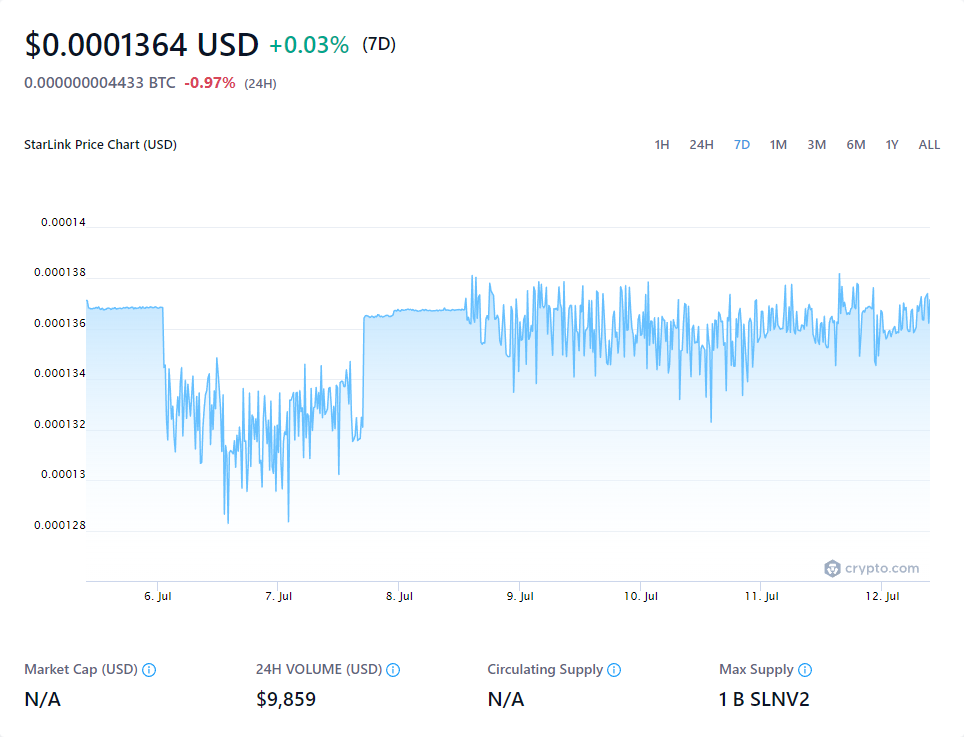 $0.0001364 USD +0.03% (7D)
0.000000004433 BTC -0.97% (24H)
StarLink Price Chart (USD)
1H 24H 7D 1M 3M 6M 1Y ALL
0.00014
0.000138
0.000136
0.000134
0.000132
0.00013
0.000128
crypto.com
6. Jul 7. Jul 8. Jul 9. Jul 10. Jul 11. Jul 12. Jul
Market Cap (USD) 24H VOLUME (USD) Circulating Supply Max Supply
N/A $9,859 N/A 1 B SLNV2